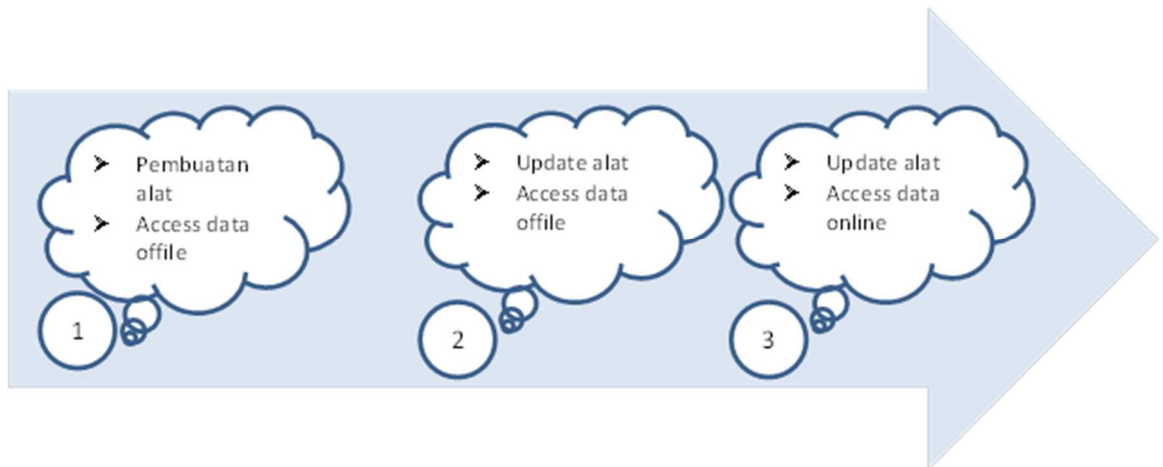 ➤ Pembuatan
alat
➤ Access data
offile
1
➤ Update alat
➤ Access data
offile
2
➤ Update alat
➤ Access data
online
3